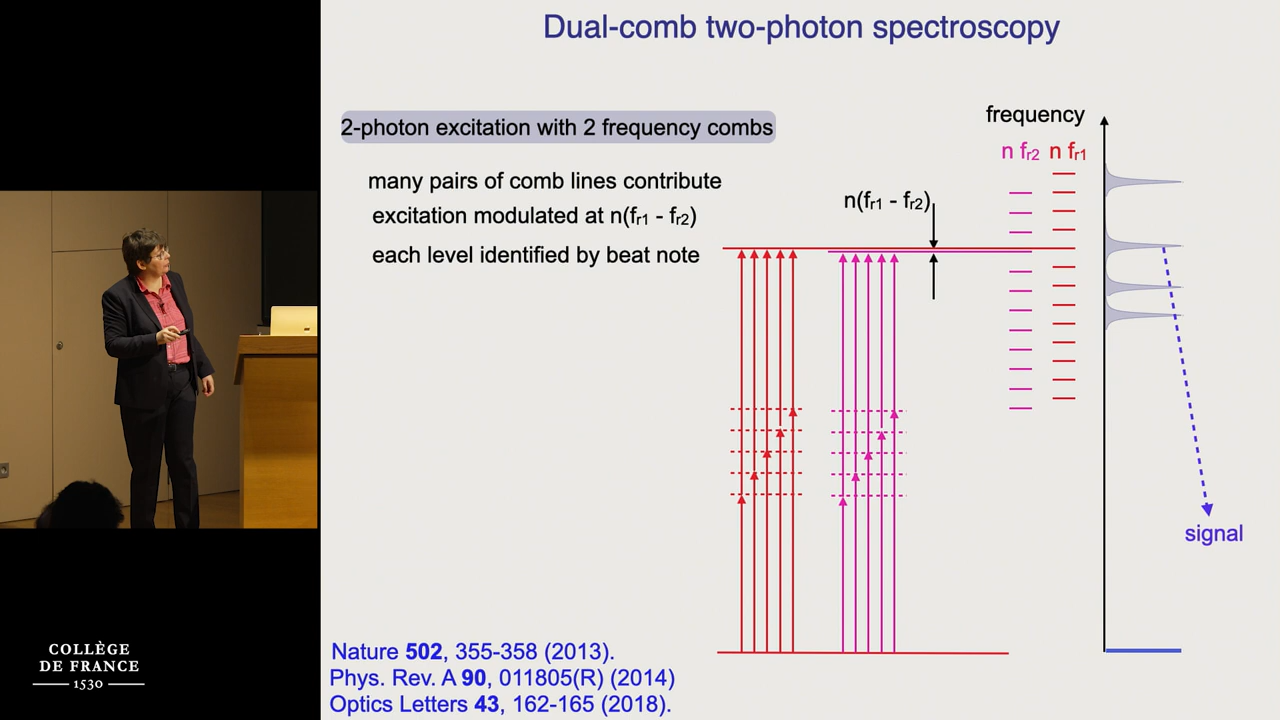 Dual-comb two-photon spectroscopy
2-photon excitation with 2 frequency combs
many pairs of comb lines contribute
excitation modulated at n(fr1 - fr2)
each level identified by beat note
n(fr1 - fr2)
frequency
n fr2 n fr1
signal
Nature 502, 355-358 (2013).
Phys. Rev. A 90, 011805(R) (2014)
Optics Letters 43, 162-165 (2018).
COLLÈGE
DE FRANCE
1530